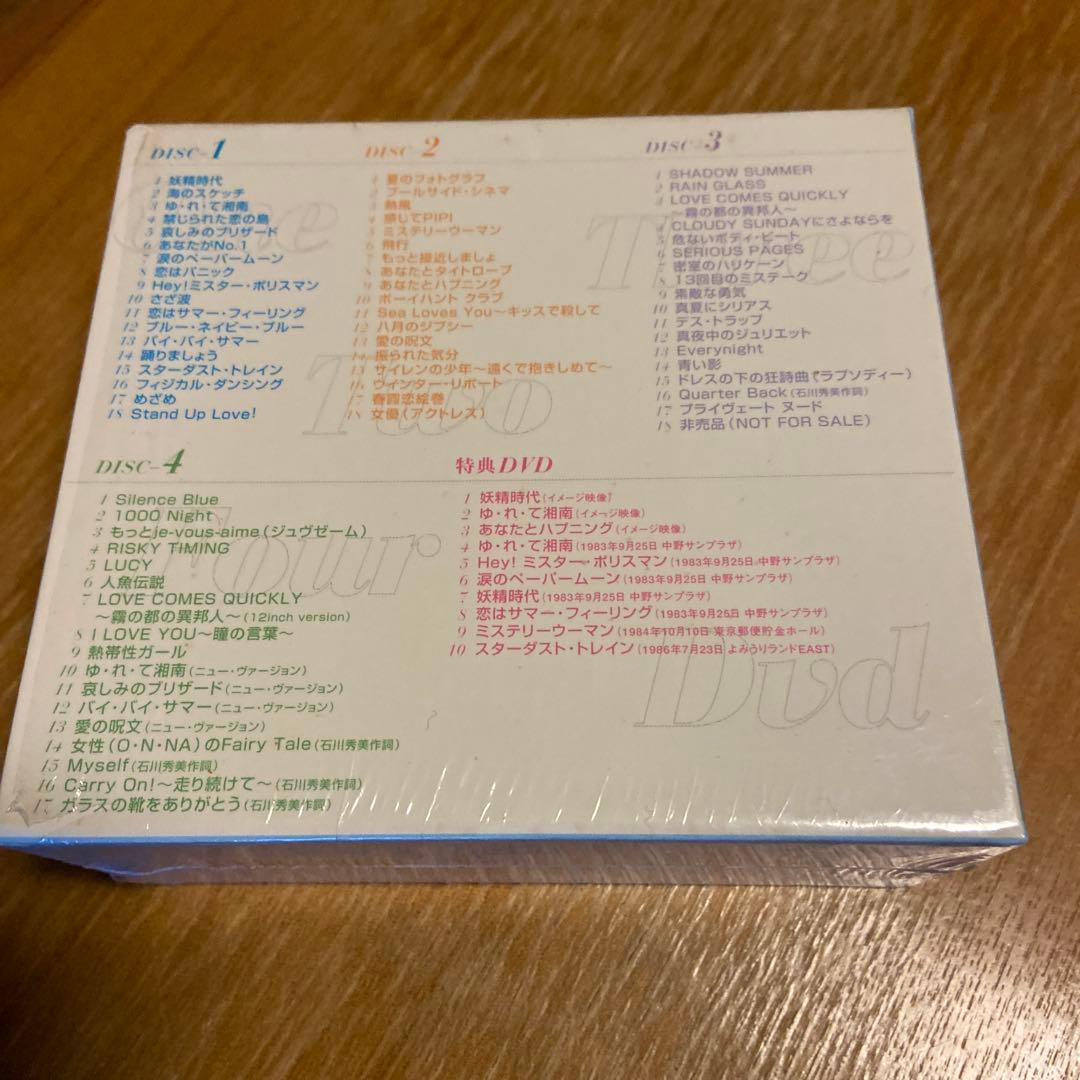 DISC-1
1 妖精時代
2 海のスケッチ
3 ゆ・れ・て湘南
4 禁じられた恋の島
5 哀しみのブリザード
6 あなたがNo.1
7 涙のペーパームーン
8 恋はパニック
9 Hey!ミスター・ポリスマン
10 さざ波
11 恋はサマー・フィーリング
12 ブルー・ネイビー・ブルー
13 バイ・バイ・サマー
14 踊りましょう
15 スターダスト・トレイン
16 フィジカル・ダンシング
17 めざめ
18 Stand Up Love!
One
DISC-2
1 夏のフォトグラフ
2 プールサイド・シネマ
3 熱風
4 感じてPIPI
5 ミステリーウーマン
6 飛行
7 もっと接近しましょ
8 あなたとタイトロープ
9 あなたとハプニング
10 ボーイハント クラブ
11 Sea Loves You〜キッスで殺して
12 八月のジプシー
13 愛の呪文
14 振られた気分
15 サイレンの少年〜遠くで抱きしめて〜
16 ウインター・リポート
17 春霞恋絵巻
18 女優(アクトレス)
Two
DISC-3
1 SHADOW SUMMER
2 RAIN GLASS
3 LOVE COMES QUICKLY
〜霧の都の異邦人〜
4 CLOUDY SUNDAYにさよならを
5 危ないボディ・ビート
6 SERIOUS PAGES
7 密室のハリケーン
8 13回目のミステーク
9 素敵な勇気
10 真夏にシリアス
11 デス・トラップ
12 真夜中のジュリエット
13 Everynight
14 青い影
15 ドレスの下の狂詩曲(ラプソディー)
16 Quarter Back(石川秀美作詞)
17 プライヴェート ヌード
18 非売品(NOT FOR SALE)
Three
DISC-4
1 Silence Blue
2 1000 Night
3 もっとje-vous-aime(ジュヴゼーム)
4 RISKY TIMING
5 LUCY
6 人魚伝説
7 LOVE COMES QUICKLY
〜霧の都の異邦人〜(12inch version)
8 I LOVE YOU〜瞳の言葉〜
9 熱帯性ガール
10 ゆ・れ・て湘南(ニュー・ヴァージョン)
11 哀しみのブリザード(ニュー・ヴァージョン)
12 バイ・バイ・サマー(ニュー・ヴァージョン)
13 愛の呪文(ニュー・ヴァージョン)
14 女性(O・N・NA)のFairy Tale(石川秀美作詞)
15 Myself(石川秀美作詞)
16 Carry On!〜走り続けて〜(石川秀美作詞)
17 ガラスの靴をありがとう(石川秀美作詞)
Four
特典DVD
1 妖精時代(イメージ映像)
2 ゆ・れ・て湘南(イメージ映像)
3 あなたとハプニング(イメージ映像)
4 ゆ・れ・て湘南(1983年9月25日 中野サンプラザ)
5 Hey! ミスター・ポリスマン(1983年9月25日 中野サンプラザ)
6 涙のペーパームーン(1983年9月25日 中野サンプラザ)
7 妖精時代(1983年9月25日 中野サンプラザ)
8 恋はサマー・フィーリング(1983年9月25日 中野サンプラザ)
9 ミステリーウーマン(1984年10月10日 東京郵便貯金ホール)
10 スターダスト・トレイン(1986年7月23日 よみうりランドEAST)
Dvd